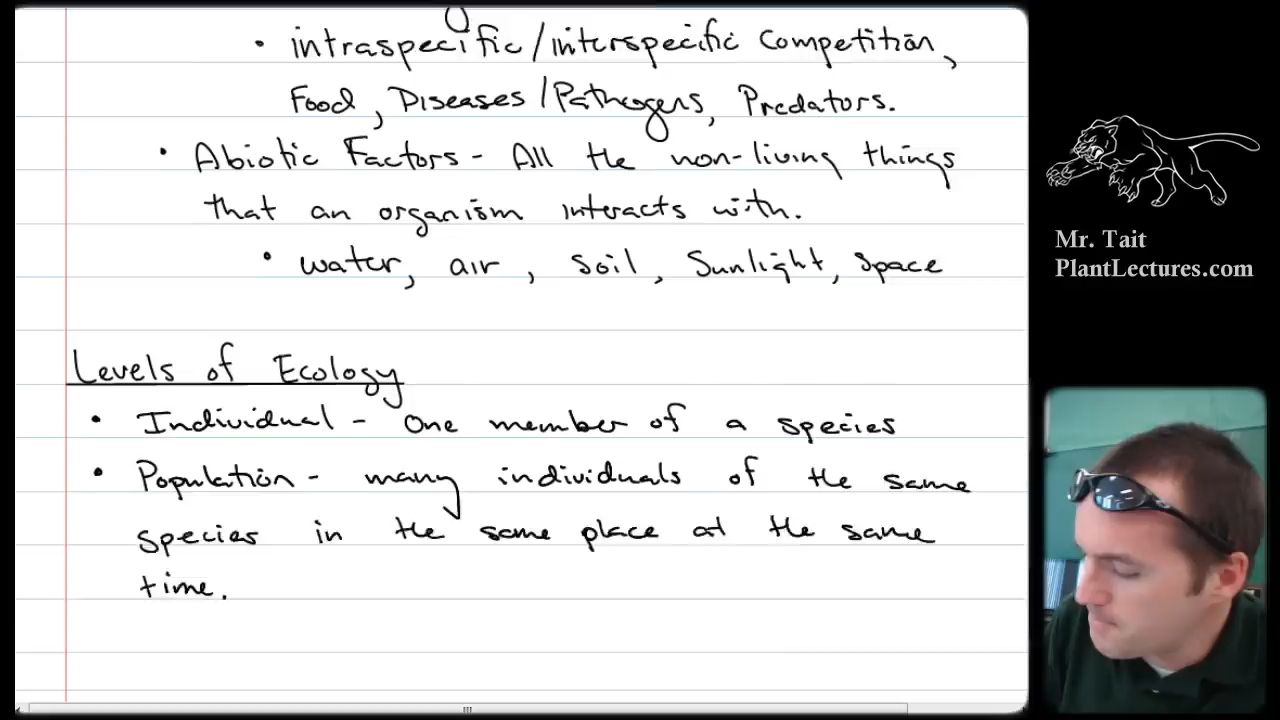 • intraspecific/interspecific Competition,
Food, Diseases/Pathogens, Predators.
• Abiotic Factors - All the non-living things
that an organism interacts with.
• water, air, soil, Sunlight, Space
Levels of Ecology
• Individual - One member of a species
• Population - many individuals of the same
species in the same place at the same
time.
Mr. Tait
PlantLectures.com